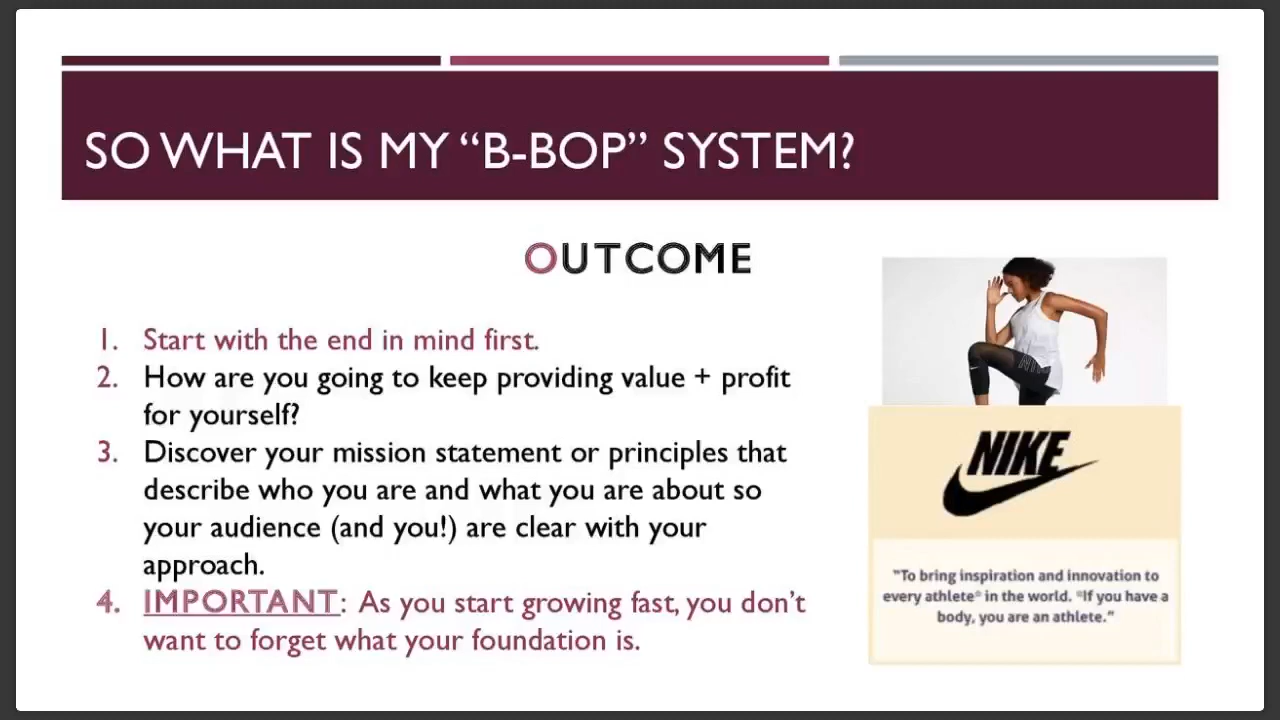 SO WHAT IS MY “B-BOP” SYSTEM?
OUTCOME
1. Start with the end in mind first.
2. How are you going to keep providing value + profit
for yourself?
3. Discover your mission statement or principles that
describe who you are and what you are about so
your audience (and you!) are clear with your
approach.
4. IMPORTANT: As you start growing fast, you don’t
want to forget what your foundation is.
NIKE
"To bring inspiration and innovation to
every athlete* in the world. *If you have a
body, you are an athlete."